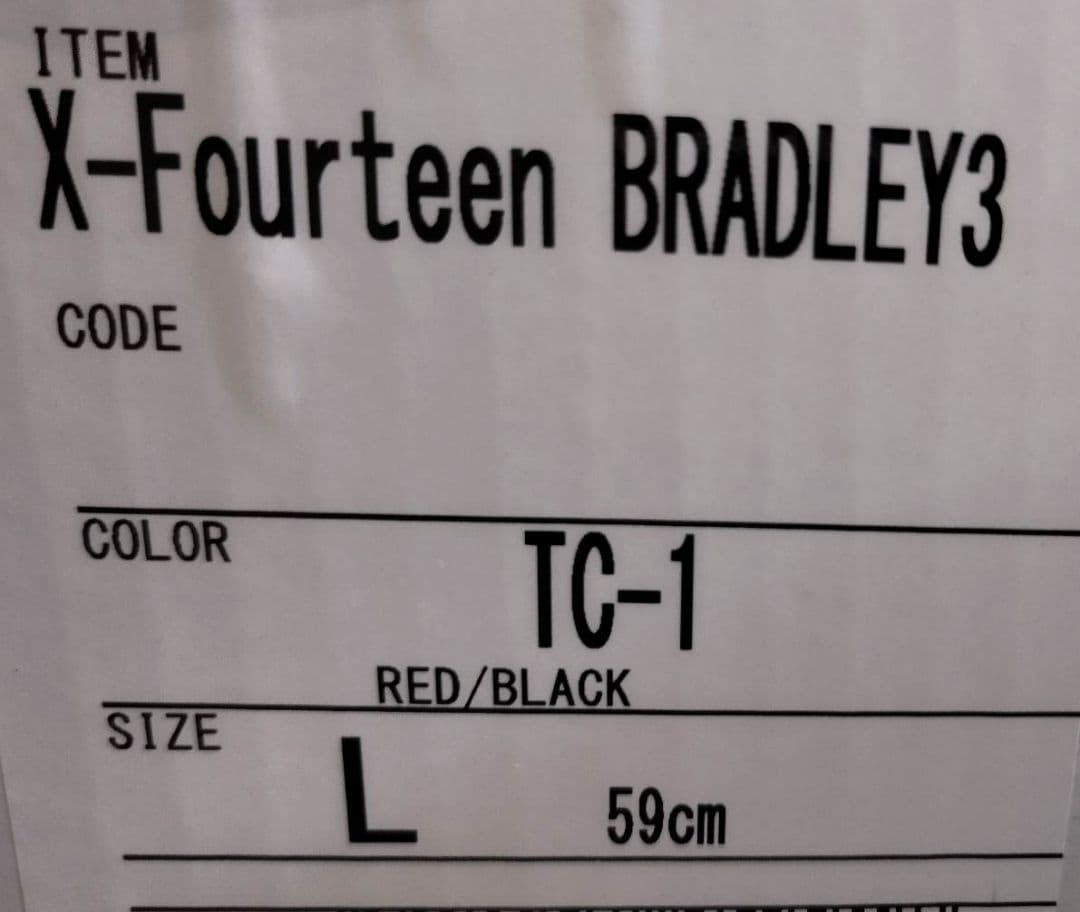 ITEM
X-Fourteen BRADLEY3
CODE
COLOR
TC-1
RED/BLACK
SIZE
L 59cm